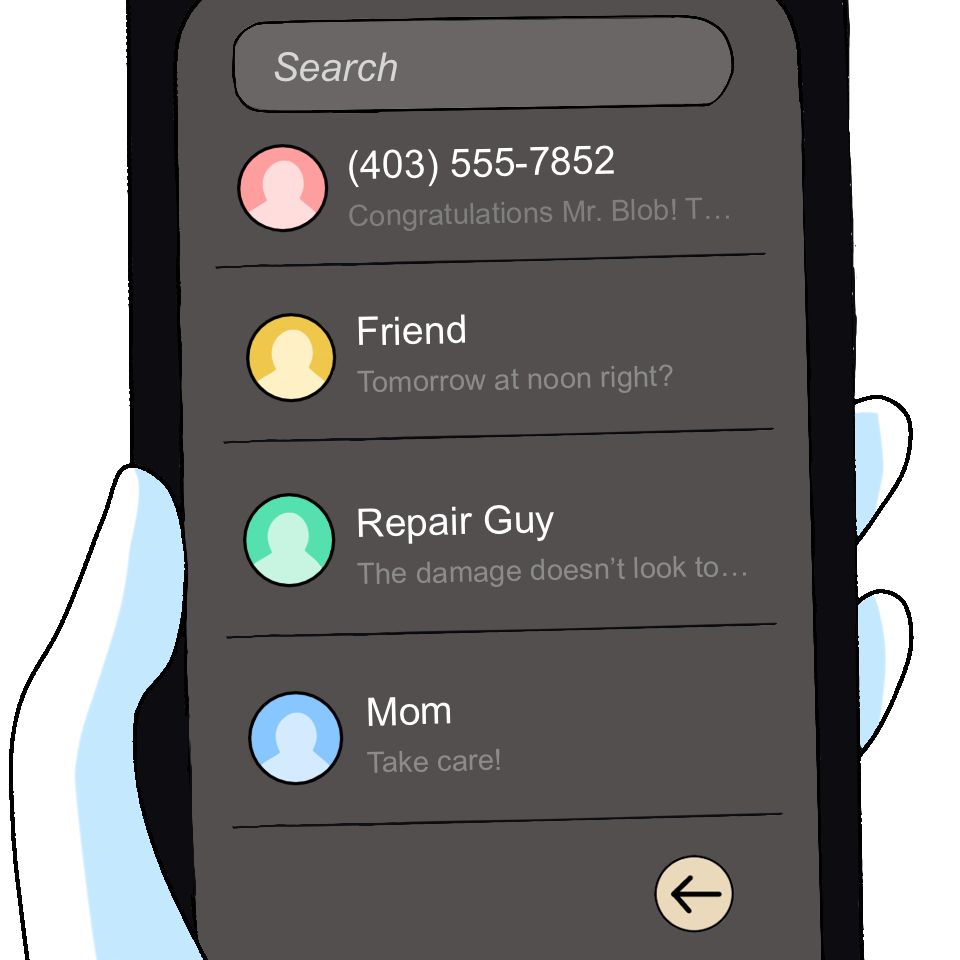 Search
(403) 555-7852
Congratulations Mr. Blob! T...
Friend
Tomorrow at noon right?
Repair Guy
The damage doesn’t look to...
Mom
Take care!